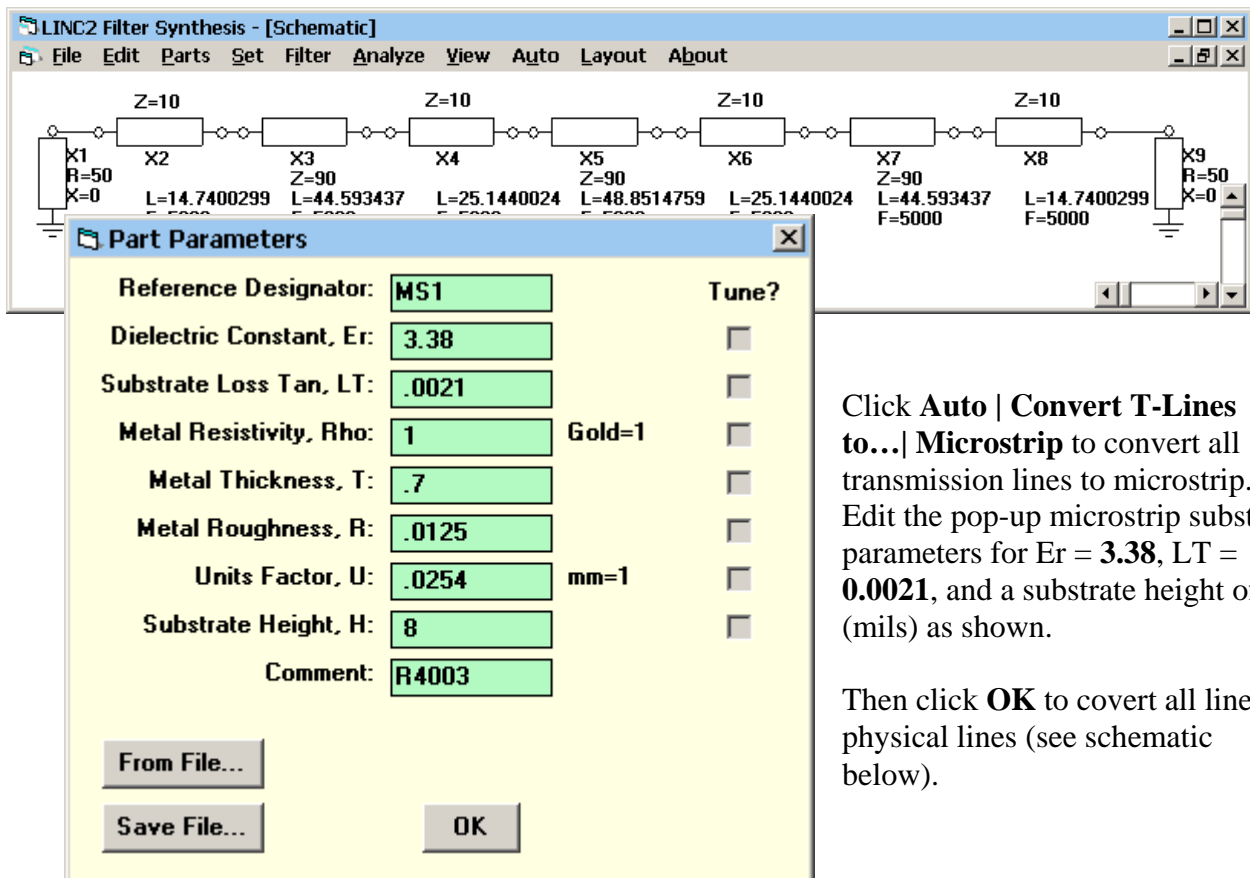 LINC2 Filter Synthesis - [Schematic]
File Edit Parts Set Filter Analyze View Auto Layout About
Z=10 Z=10 Z=10 Z=10
X1 X2 X3 X4 X5 X6 X7 X8 X9
R=50 Z=90 Z=90 Z=90 R=50
X=0 L=14.7400299 L=44.593437 L=25.1440024 L=48.8514759 L=25.1440024 L=44.593437 L=14.7400299 X=0
F=5000 F=5000
Part Parameters
Reference Designator: MS1 Tune?
Dielectric Constant, Er: 3.38
Substrate Loss Tan, LT: .0021
Metal Resistivity, Rho: 1 Gold=1
Metal Thickness, T: .7
Metal Roughness, R: .0125
Units Factor, U: .0254 mm=1
Substrate Height, H: 8
Comment: R4003
From File...
Save File...
OK
Click Auto | Convert T-Lines
to…| Microstrip to convert all
transmission lines to microstrip.
Edit the pop-up microstrip subst
parameters for Er = 3.38, LT =
0.0021, and a substrate height
(mils) as shown.
Then click OK to covert all line
physical lines (see schematic
below).